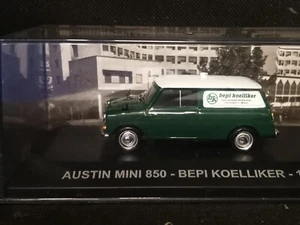 bepi koelliker
AUSTIN MINI 850 - BEPI KOELLIKER - 1